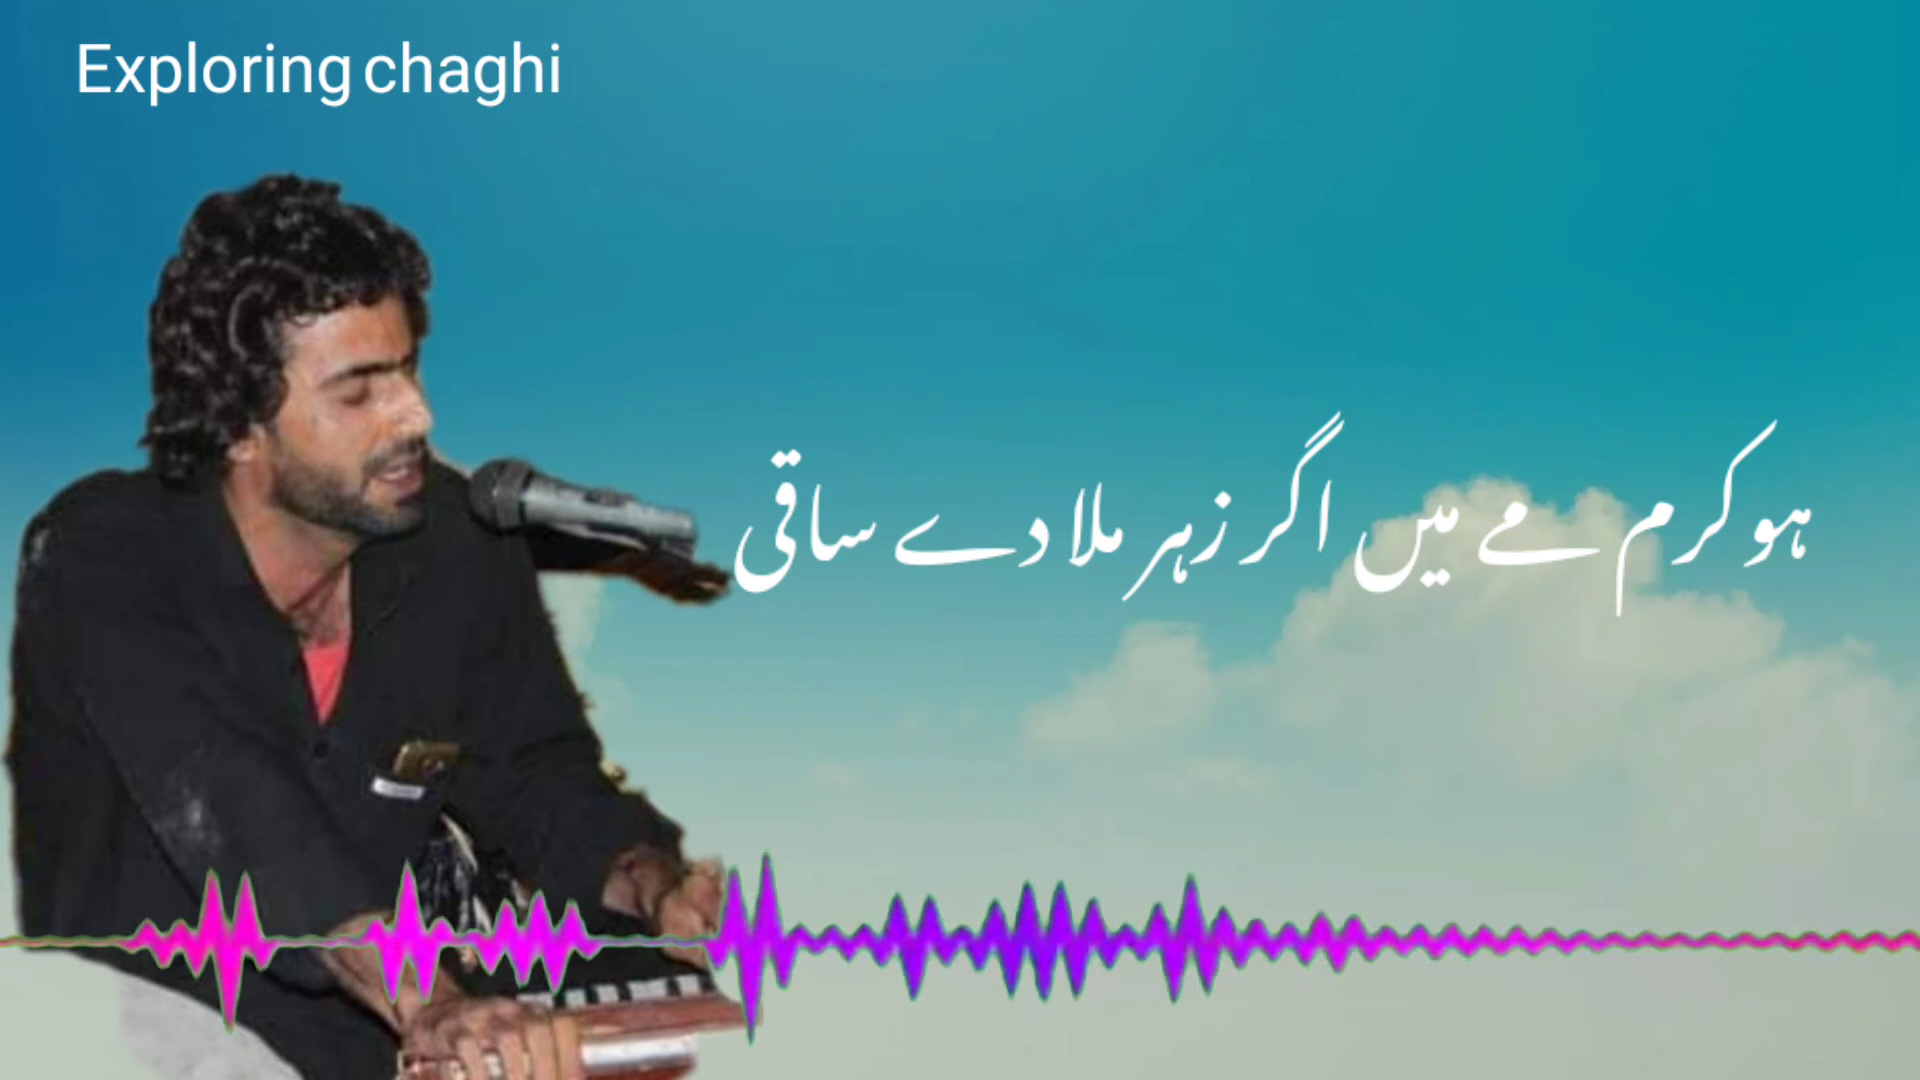 Exploring chaghi
ہو کرم مے میں اگر زہر ملا دے ساقی